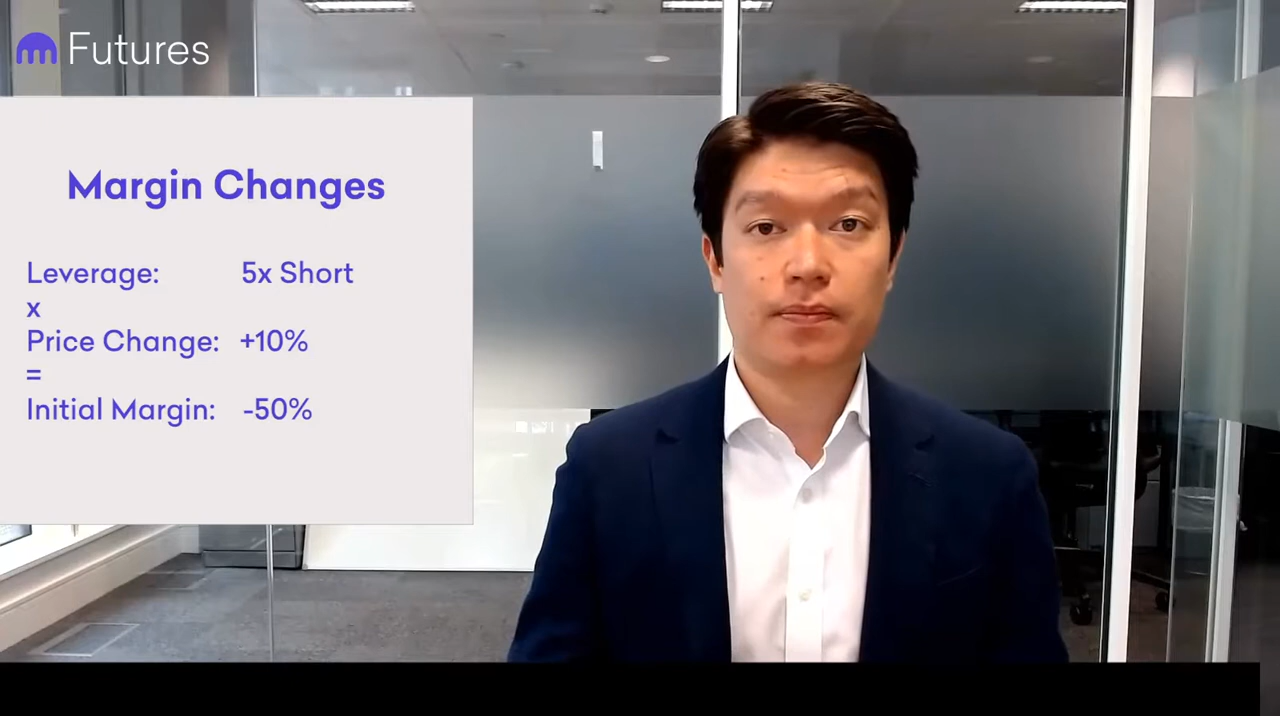 Futures
Margin Changes
Leverage: 5x Short
x
Price Change: +10%
=
Initial Margin: -50%